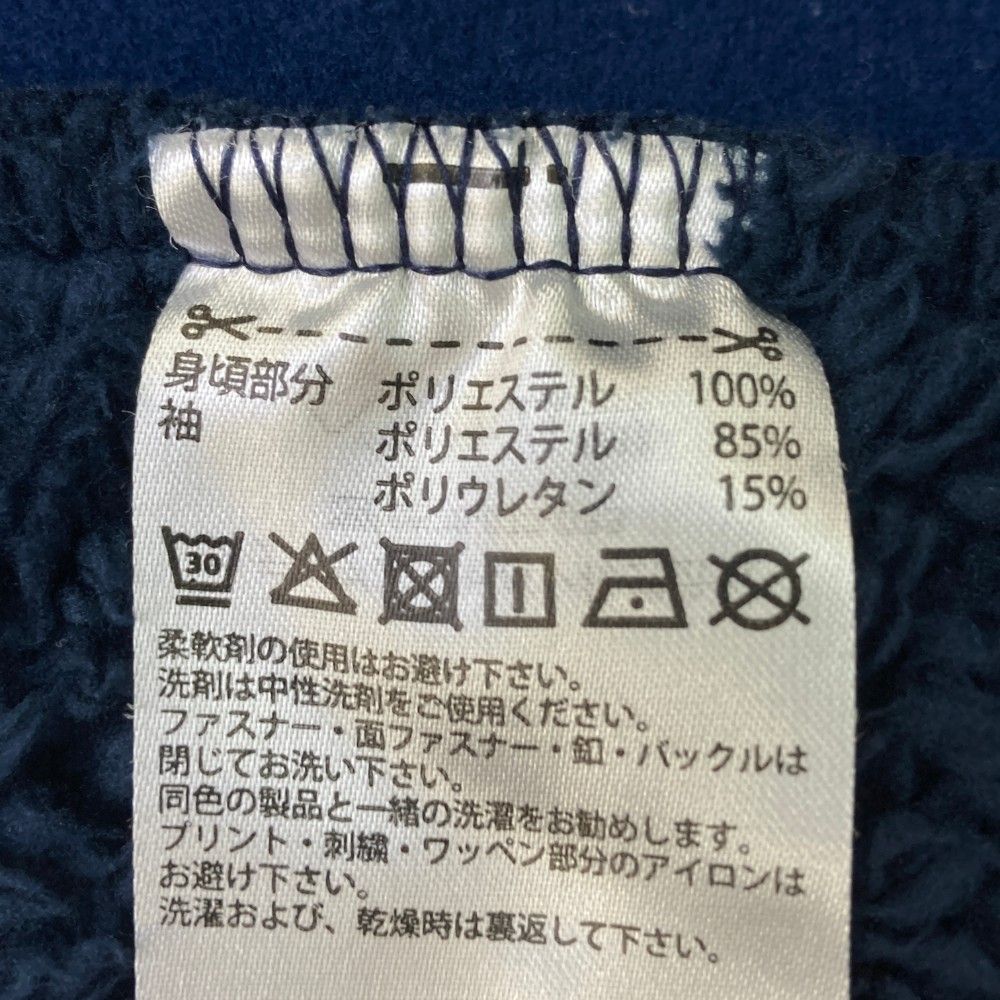 身頃部分 ポリエステル 100%
袖 ポリエステル 85%
ポリウレタン 15%
30
柔軟剤の使用はお避け下さい。
洗剤は中性洗剤をご使用ください。
ファスナー・面ファスナー・釦・バックルは
閉じてお洗い下さい。
同色の製品と一緒の洗濯をお勧めします。
プリント・刺繍・ワッペン部分のアイロンは
お避け下さい。
洗濯および、乾燥時は裏返して下さい。